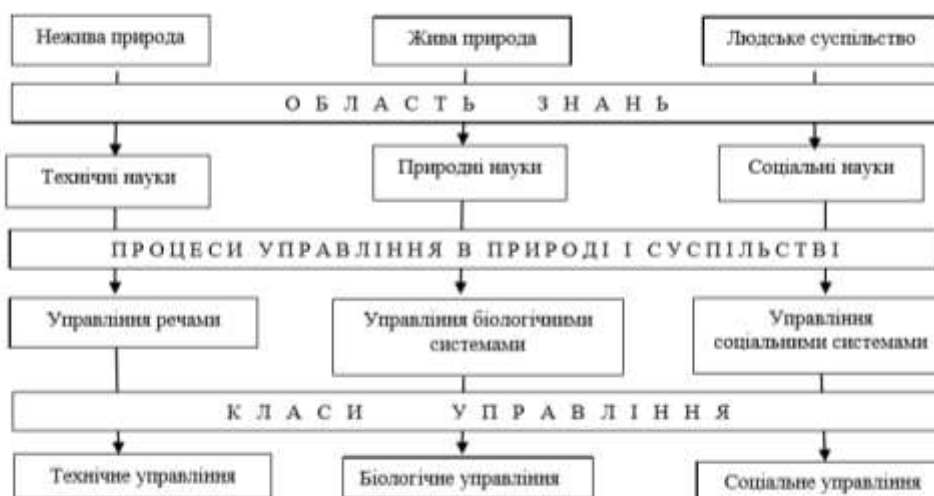 Нежива природа
Жива природа
Людське суспільство
ОБЛАСТЬ ЗНАНЬ
Технічні науки
Природні науки
Соціальні науки
ПРОЦЕСИ УПРАВЛІННЯ В ПРИРОДІ І СУСПІЛЬСТВІ
Управління речами
Управління біологічними
системами
Управління
соціальними системами
КЛАСИ УПРАВЛІННЯ
Технічне управління
Біологічне управління
Соціальне управління